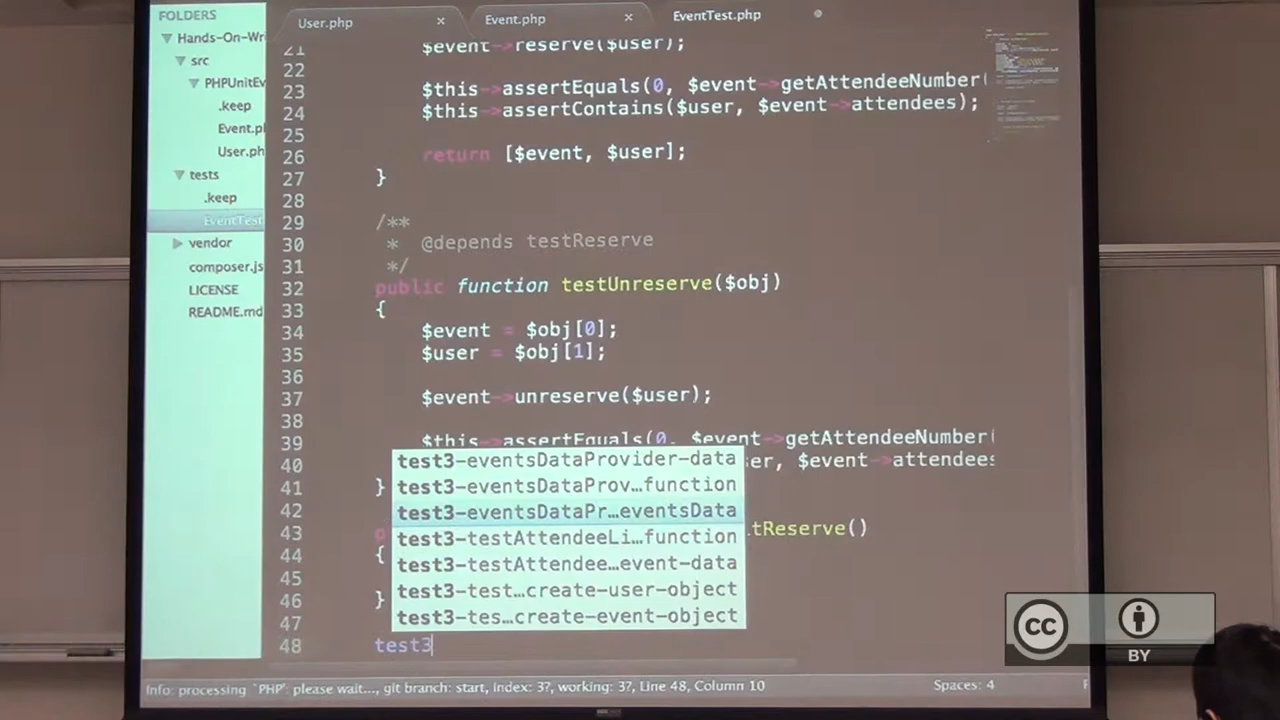 FOLDERS
Hands-On-Wri
src
PHPUnitEv
.keep
Event.ph
User.ph
tests
.keep
EventTest
vendor
composer.js
LICENSE
README.md
User.php ×
Event.php ×
EventTest.php
21 $event->reserve($user);
22
23 $this->assertEquals(0, $event->getAttendeeNumber(
24 $this->assertContains($user, $event->attendees);
25
26 return [$event, $user];
27 }
28
29 /**
30 * @depends testReserve
31 */
32 public function testUnreserve($obj)
33 {
34 $event = $obj[0];
35 $user = $obj[1];
36
37 $event->unreserve($user);
38
39 $this->assertEquals(0, $event->getAttendeeNumber(
40 ser, $event->attendees
41 }
42
43 p tReserve()
44 {
45
46 }
47
48 test3
test3-eventsDataProvider-data
test3-eventsDataProv…function
test3-eventsDataPr…eventsData
test3-testAttendeeLi…function
test3-testAttendee…event-data
test3-test…create-user-object
test3-tes…create-event-object
Info: processing `PHP`: please wait…, git branch: start, index: 3?, working: 3?, Line 48, Column 10
Spaces: 4
P
CC
BY